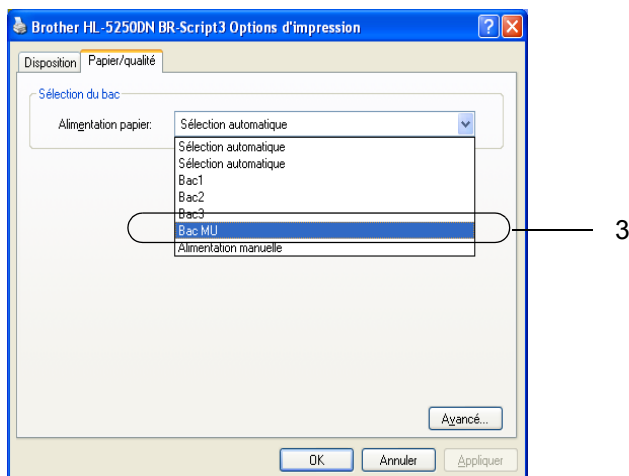 Brother HL-5250DN BR-Script3 Options d'impression
Disposition Papier/qualité
Sélection du bac
Alimentation papier: Sélection automatique
Sélection automatique
Sélection automatique
Bac1
Bac2
Bac3
Bac MU
3
Alimentation manuelle
Avancé...
OK Annuler Appliquer